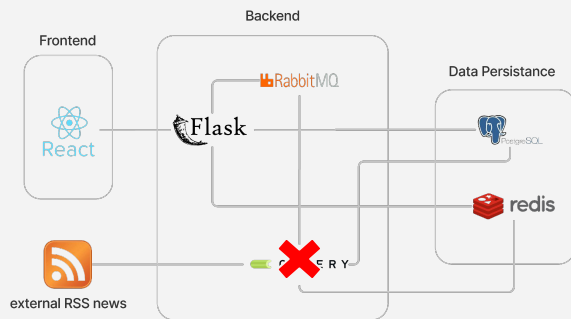 Backend
Frontend
RabbitMQ
Data Persistance
Flask
React
PostgreSQL
redis
external RSS news